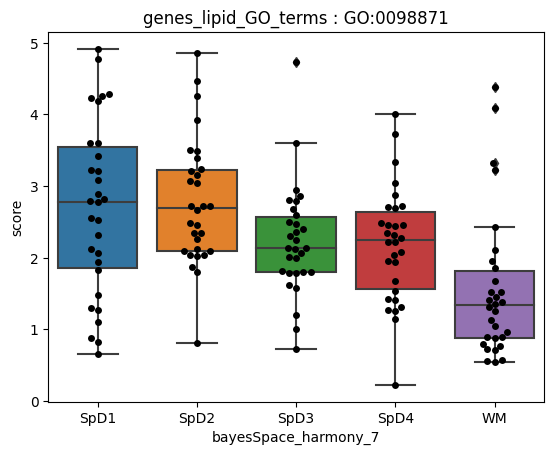 genes_lipid_GO_terms : GO:0098871
5
4
3
2
1
0
score
SpD1 SpD2 SpD3 SpD4 WM
bayesSpace_harmony_7